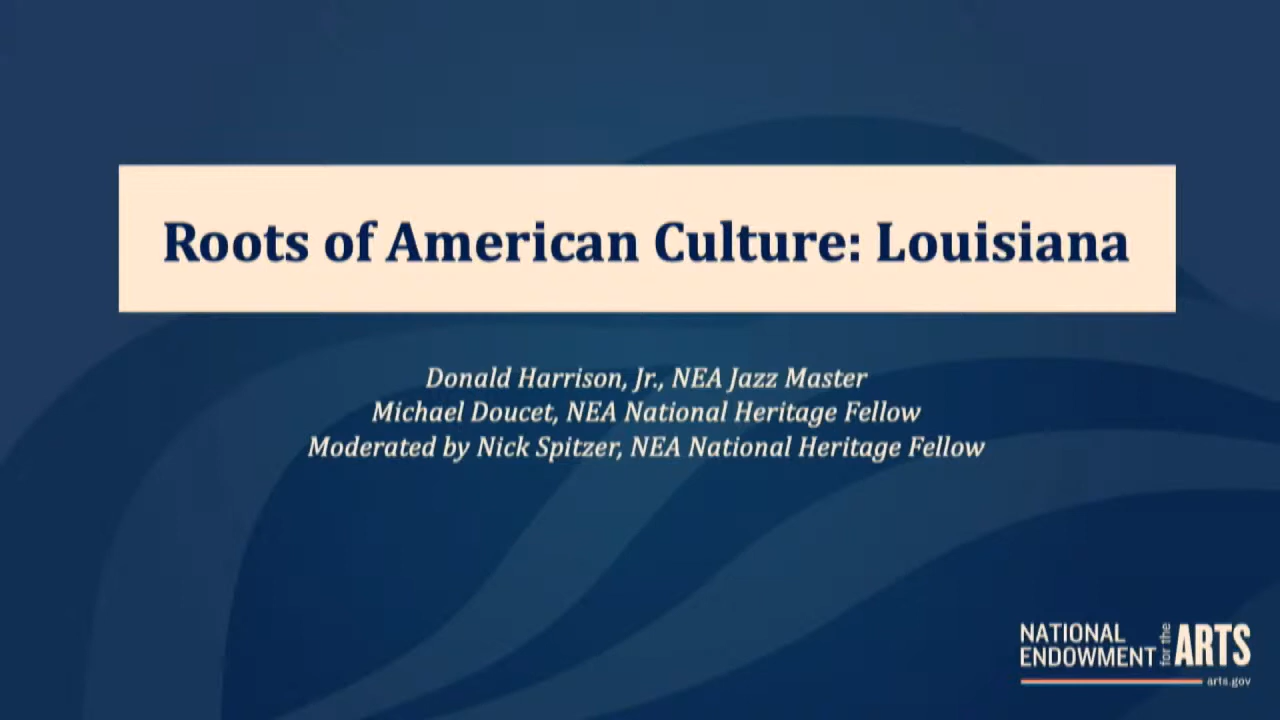 Roots of American Culture: Louisiana
Donald Harrison, Jr., NEA Jazz Master
Michael Doucet, NEA National Heritage Fellow
Moderated by Nick Spitzer, NEA National Heritage Fellow
NATIONAL ENDOWMENT for the ARTS
arts.gov